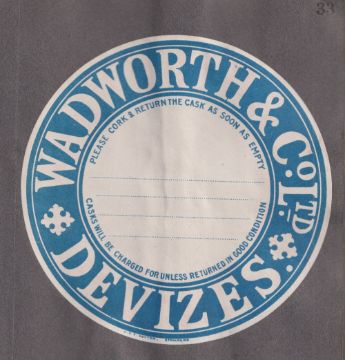 33
WADWORTH & Co. LTD
PLEASE CORK & RETURN THE CASK AS SOON AS EMPTY
CASKS WILL BE CHARGED FOR UNLESS RETURNED IN GOOD CONDITION
DEVIZES.